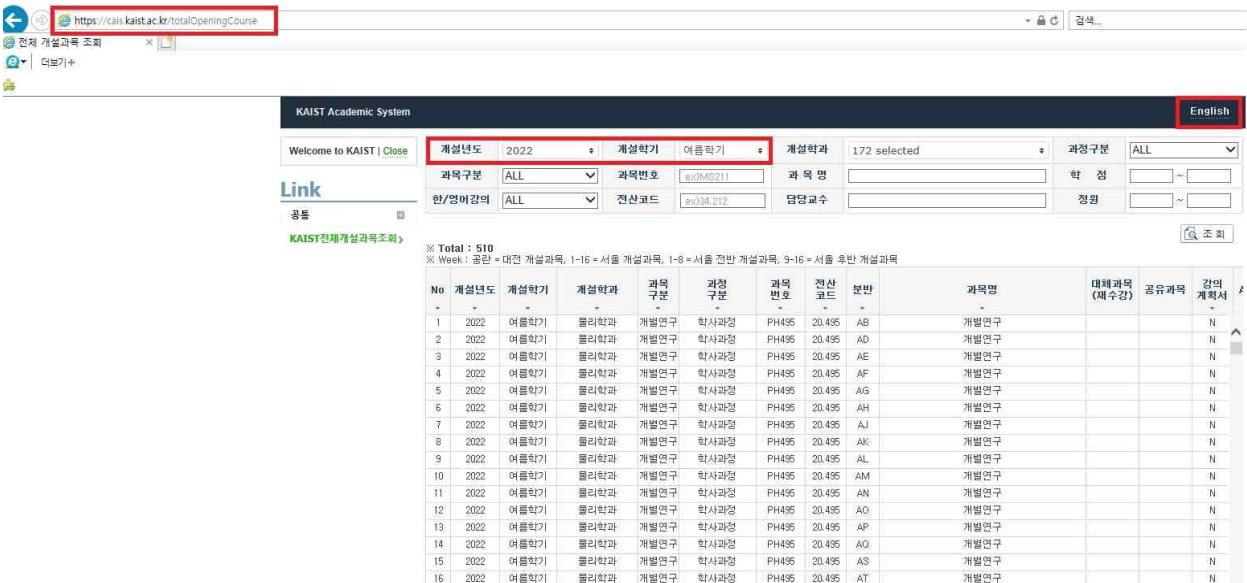 https://cais.kaist.ac.kr/totalOpeningCourse 검색...
전체 개설과목 조회
더보기
KAIST Academic System English
Welcome to KAIST | Close 개설년도 2022 개설학기 여름학기 개설학과 172 selected 과정구분 ALL
과목구분 ALL 과목번호 ex)MS211 과 목 명 학 점 ~
Link
한/영어강의 ALL 전산코드 ex)34.212 담당교수 정원 ~
공통
KAIST전체개설과목조회
조 회
※ Total : 510
※ Week : 공란 = 대전 개설과목, 1-16 = 서울 개설과목, 1-8 = 서울 전반 개설과목, 9-16 = 서울 후반 개설과목
No 개설년도 개설학기 개설학과 과목구분 과정구분 과목번호 전산코드 분반 과목명 대체과목(재수강) 공유과목 강의계획서
1 2022 여름학기 물리학과 개별연구 학사과정 PH495 20.495 AB 개별연구 N
2 2022 여름학기 물리학과 개별연구 학사과정 PH495 20.495 AD 개별연구 N
3 2022 여름학기 물리학과 개별연구 학사과정 PH495 20.495 AE 개별연구 N
4 2022 여름학기 물리학과 개별연구 학사과정 PH495 20.495 AF 개별연구 N
5 2022 여름학기 물리학과 개별연구 학사과정 PH495 20.495 AG 개별연구 N
6 2022 여름학기 물리학과 개별연구 학사과정 PH495 20.495 AH 개별연구 N
7 2022 여름학기 물리학과 개별연구 학사과정 PH495 20.495 AJ 개별연구 N
8 2022 여름학기 물리학과 개별연구 학사과정 PH495 20.495 AK 개별연구 N
9 2022 여름학기 물리학과 개별연구 학사과정 PH495 20.495 AL 개별연구 N
10 2022 여름학기 물리학과 개별연구 학사과정 PH495 20.495 AM 개별연구 N
11 2022 여름학기 물리학과 개별연구 학사과정 PH495 20.495 AN 개별연구 N
12 2022 여름학기 물리학과 개별연구 학사과정 PH495 20.495 AO 개별연구 N
13 2022 여름학기 물리학과 개별연구 학사과정 PH495 20.495 AP 개별연구 N
14 2022 여름학기 물리학과 개별연구 학사과정 PH495 20.495 AQ 개별연구 N
15 2022 여름학기 물리학과 개별연구 학사과정 PH495 20.495 AS 개별연구 N
16 2022 여름학기 물리학과 개별연구 학사과정 PH495 20.495 AT 개별연구 N